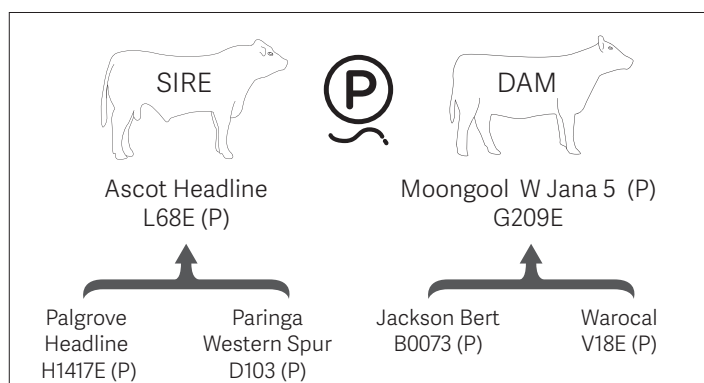 SIRE
P
DAM
Ascot Headline
L68E (P)
Moongool W Jana 5 (P)
G209E
Palgrove
Headline
H1417E (P)
Paringa
Western Spur
D103 (P)
Jackson Bert
B0073 (P)
Warocal
V18E (P)